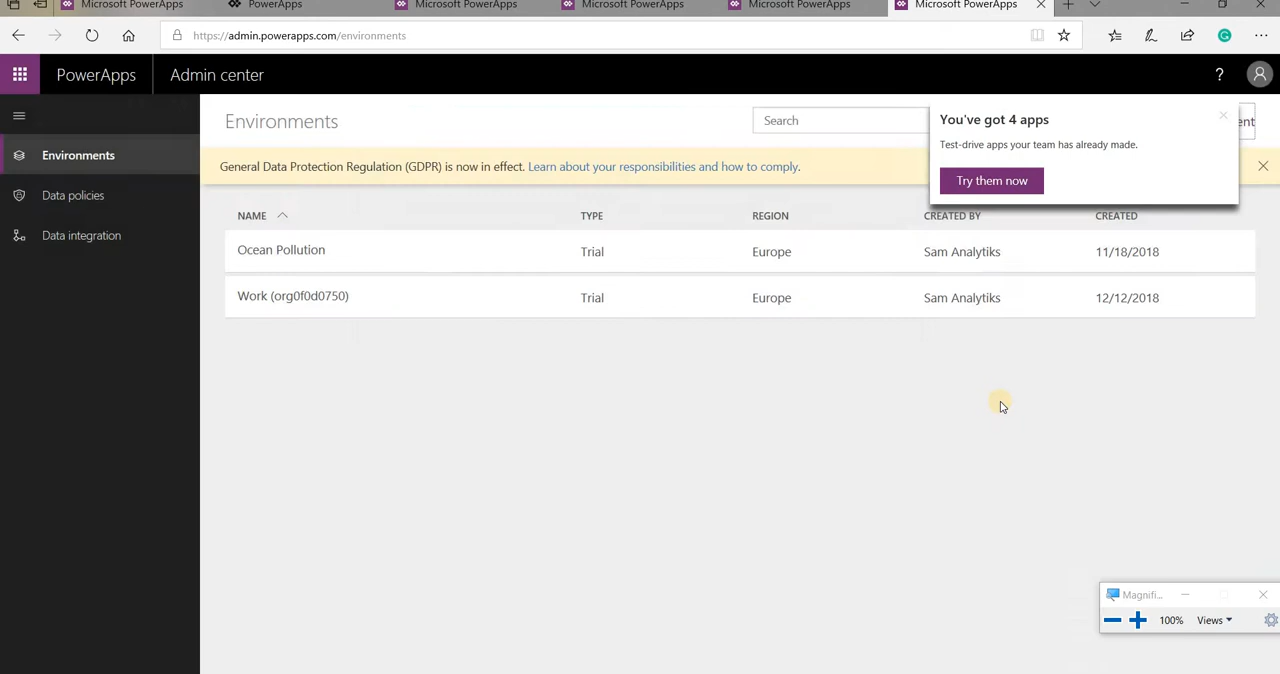 Microsoft PowerApps
PowerApps
Microsoft PowerApps
Microsoft PowerApps
Microsoft PowerApps
Microsoft PowerApps
https://admin.powerapps.com/environments
PowerApps
Admin center
?
Environments
Data policies
Data integration
Environments
Search
ent
You've got 4 apps
Test-drive apps your team has already made.
Try them now
General Data Protection Regulation (GDPR) is now in effect. Learn about your responsibilities and how to comply.
NAME TYPE REGION CREATED BY CREATED
Ocean Pollution Trial Europe Sam Analytiks 11/18/2018
Work (org0f0d0750) Trial Europe Sam Analytiks 12/12/2018
Magnifi...
100% Views